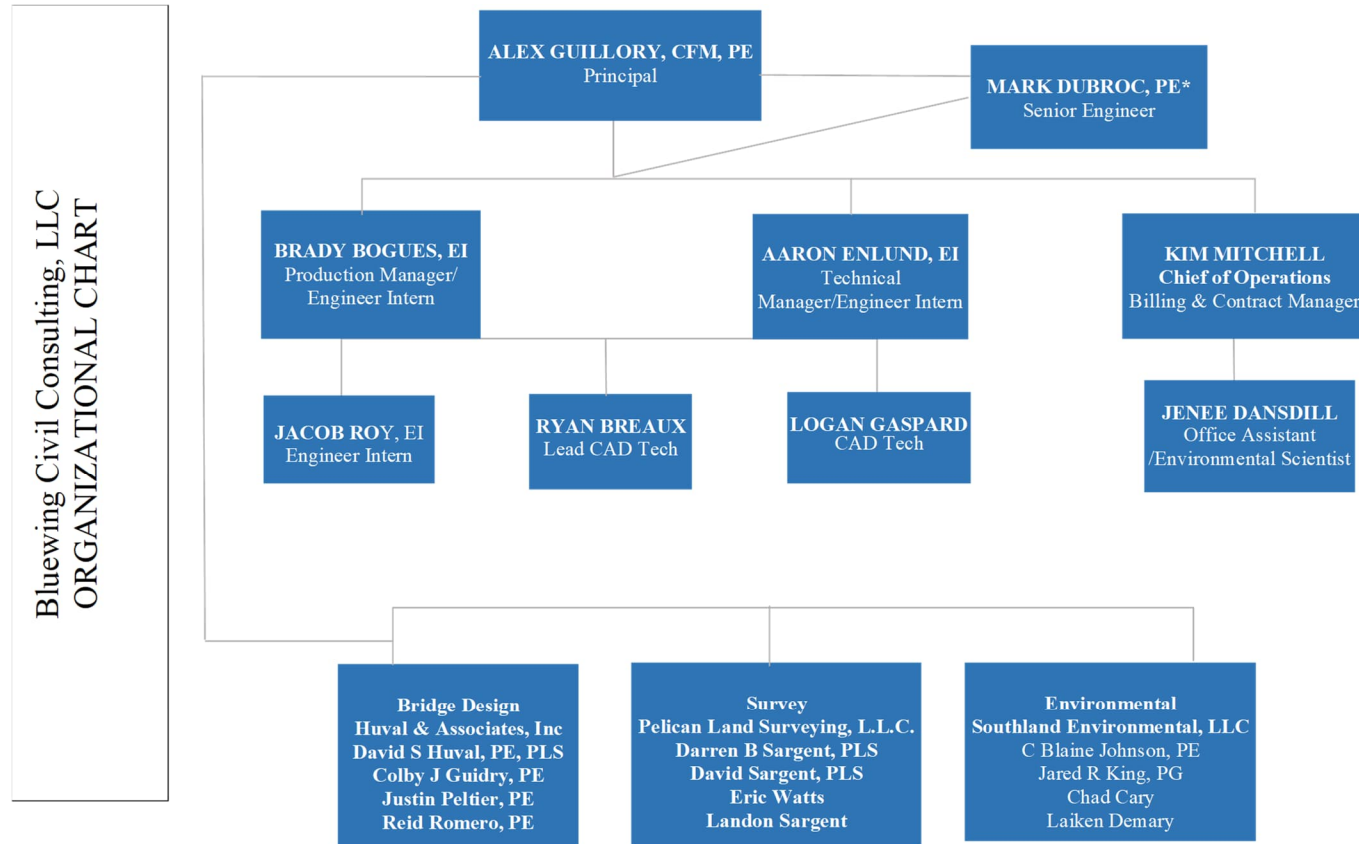 Bluewing Civil Consulting, LLC
ORGANIZATIONAL CHART
ALEX GUILLORY, CFM, PE
Principal
MARK DUBROC, PE*
Senior Engineer
BRADY BOGUES, EI
Production Manager/
Engineer Intern
AARON ENLUND, EI
Technical
Manager/Engineer Intern
KIM MITCHELL
Chief of Operations
Billing & Contract Manager
JACOB ROY, EI
Engineer Intern
RYAN BREAUX
Lead CAD Tech
LOGAN GASPARD
CAD Tech
JENEE DANSDILL
Office Assistant
/Environmental Scientist
Bridge Design
Huval & Associates, Inc
David S Huval, PE, PLS
Colby J Guidry, PE
Justin Peltier, PE
Reid Romero, PE
Survey
Pelican Land Surveying, L.L.C.
Darren B Sargent, PLS
David Sargent, PLS
Eric Watts
Landon Sargent
Environmental
Southland Environmental, LLC
C Blaine Johnson, PE
Jared R King, PG
Chad Cary
Laiken Demary